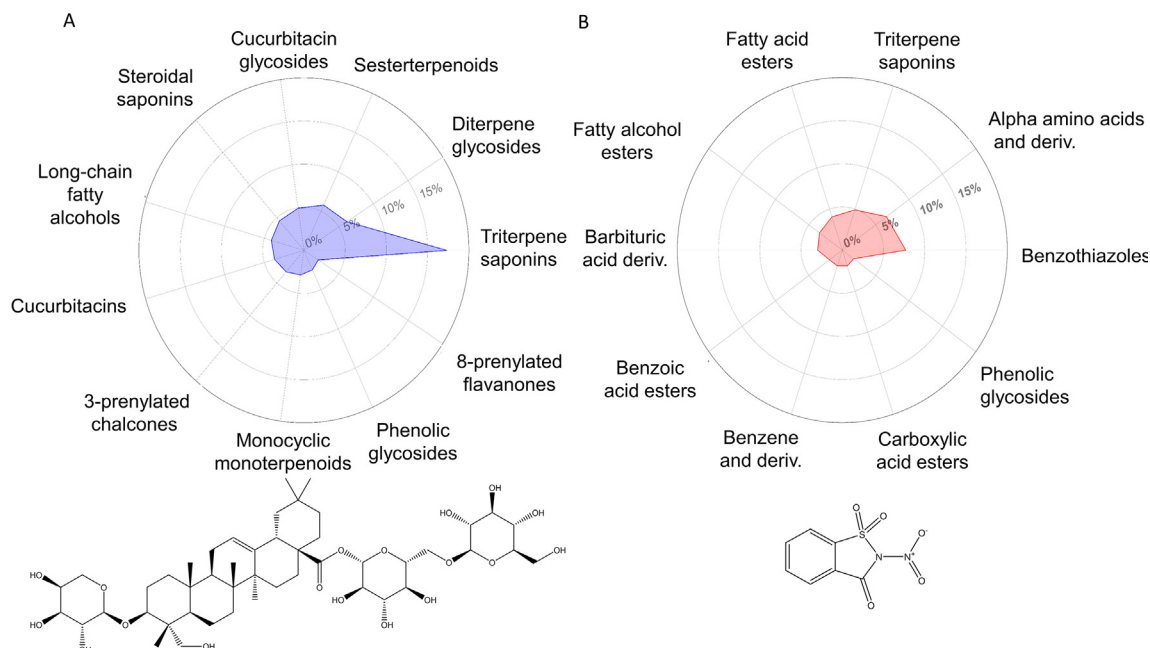 A
Cucurbitacin
glycosides
Sesterterpenoids
Steroidal
saponins
Diterpene
glycosides
Long-chain
fatty
alcohols
0%
5%
10%
15%
Triterpene
saponins
Cucurbitacins
8-prenylated
flavanones
3-prenylated
chalcones
Monocyclic
monoterpenoids
Phenolic
glycosides
HO
HO
O
O
OH
O
O
O
HO
OH
OH
O
HO
OH
OH
O
OH
B
Fatty acid
esters
Triterpene
saponins
Alpha amino acids
and deriv.
Fatty alcohol
esters
0%
5%
10%
15%
Barbituric
acid deriv.
Benzothiazoles
Benzoic
acid esters
Phenolic
glycosides
Benzene
and deriv.
Carboxylic
acid esters
O
O
S
N
N+
O-
O
O